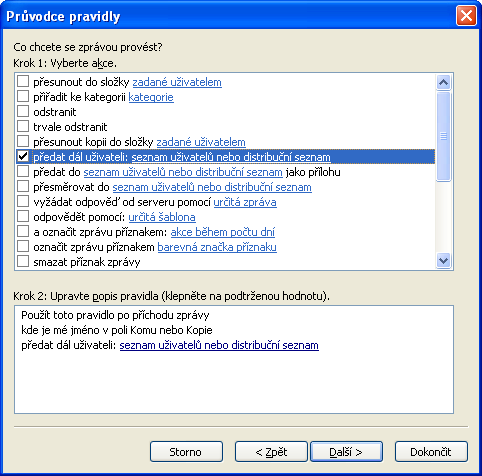 Průvodce pravidly
Co chcete se zprávou provést?
Krok 1: Vyberte akce.
přesunout do složky zadané uživatelem
přiřadit ke kategorii kategorie
odstranit
trvale odstranit
přesunout kopii do složky zadané uživatelem
předat dál uživateli: seznam uživatelů nebo distribuční seznam
předat do seznam uživatelů nebo distribuční seznam jako přílohu
přesměrovat do seznam uživatelů nebo distribuční seznam
vyžádat odpověď od serveru pomocí určitá zpráva
odpovědět pomocí: určitá šablona
a označit zprávu příznakem: akce během počtu dní
označit zprávu příznakem barevná značka příznaku
smazat příznak zprávy
Krok 2: Upravte popis pravidla (klepněte na podtrženou hodnotu).
Použít toto pravidlo po příchodu zprávy
kde je mé jméno v poli Komu nebo Kopie
předat dál uživateli: seznam uživatelů nebo distribuční seznam
Storno
< Zpět
Další >
Dokončit